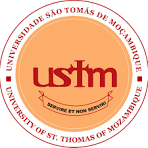 UNIVERSIDADE SÃO TOMÁS DE MOÇAMBIQUE
ustm
SERVIRE ET NON SERVIRI
UNIVERSITY OF ST. THOMAS OF MOZAMBIQUE